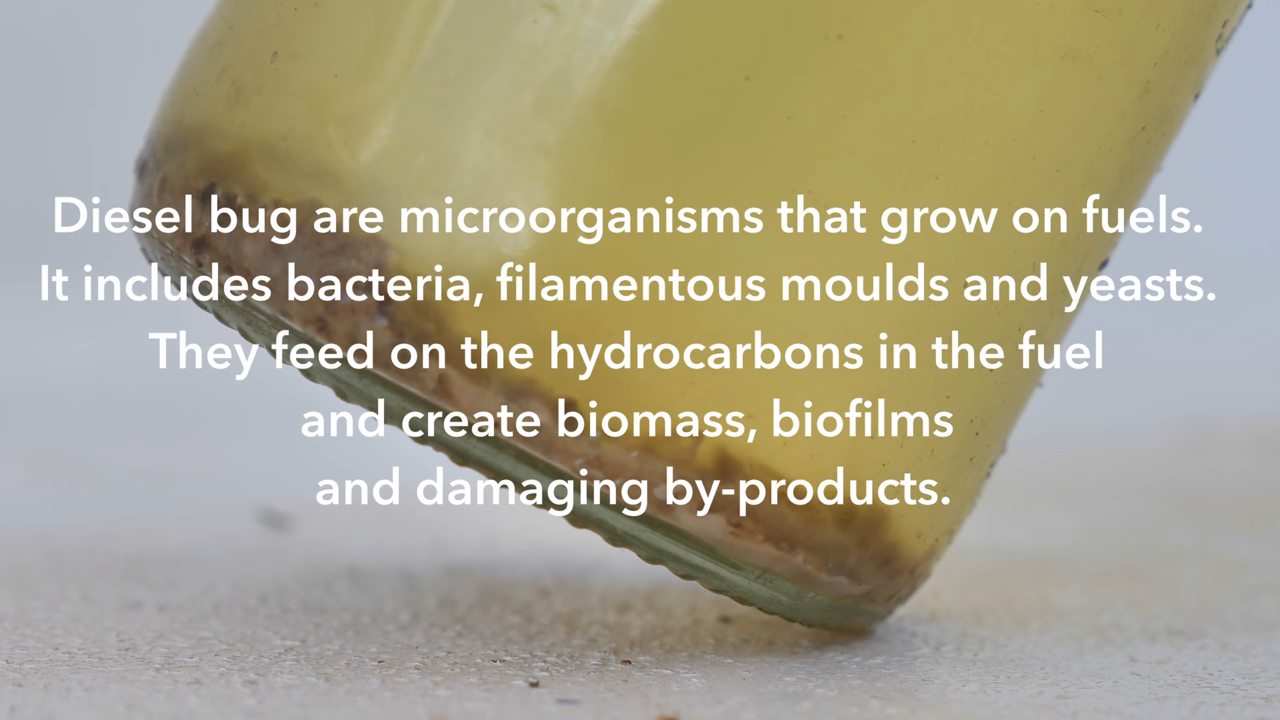 Diesel bug are microorganisms that grow on fuels.
It includes bacteria, filamentous moulds and yeasts.
They feed on the hydrocarbons in the fuel
and create biomass, biofilms
and damaging by-products.